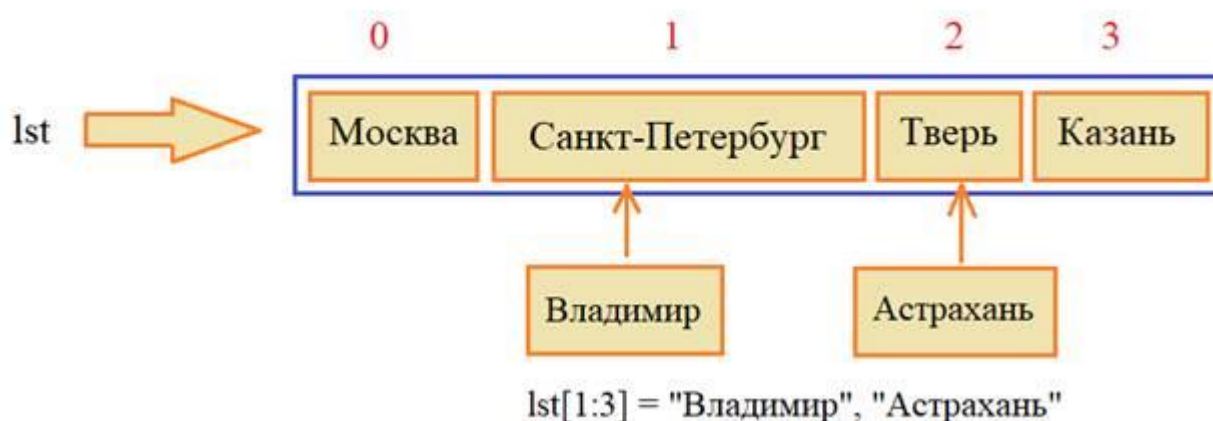 0 1 2 3
lst Москва Санкт-Петербург Тверь Казань
Владимир Астрахань
lst[1:3] = "Владимир", "Астрахань"